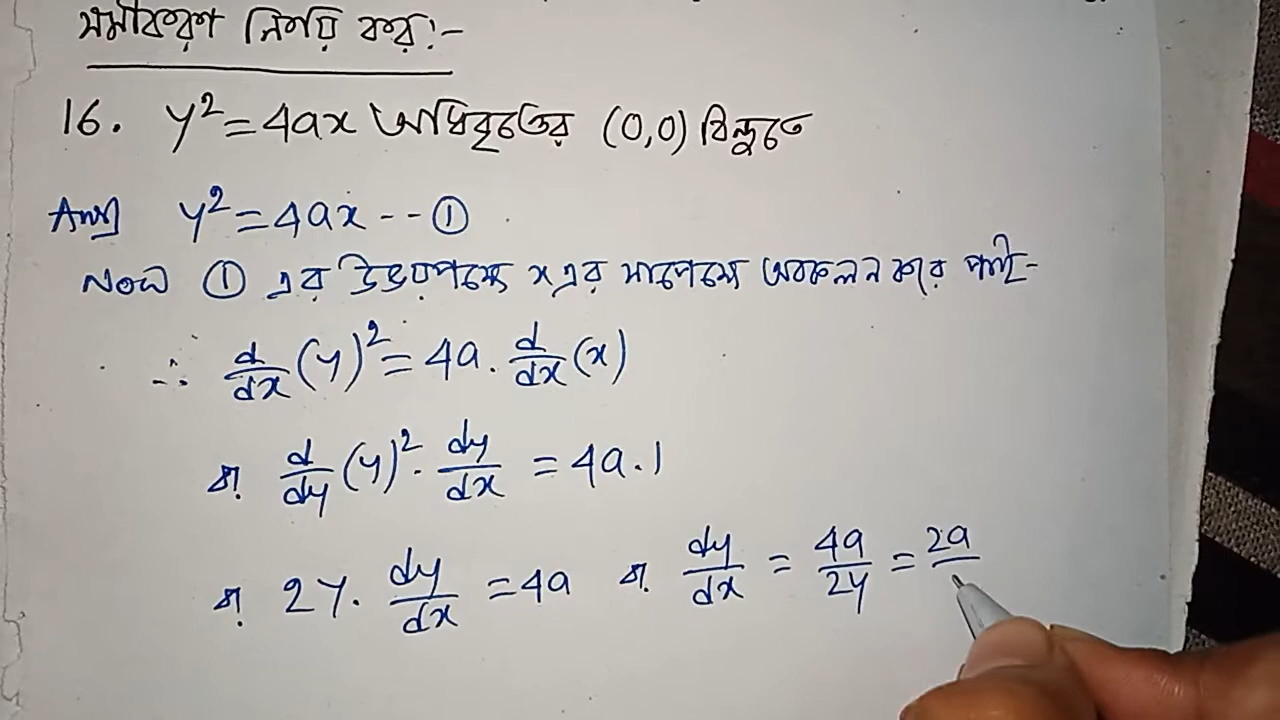 সমীকরণ নির্ণয় কর:-
16. y² = 4ax অধিবৃত্তের (0,0) বিন্দুতে
Ans y² = 4ax -- ①
Now ① এর উভয়পক্ষে x এর সাপেক্ষে অবকলন করে পাই-
∴ d/dx (y)² = 4a . d/dx (x)
বা, d/dy (y)² . dy/dx = 4a . 1
বা, 2y . dy/dx = 4a বা, dy/dx = 4a/2y = 2a/